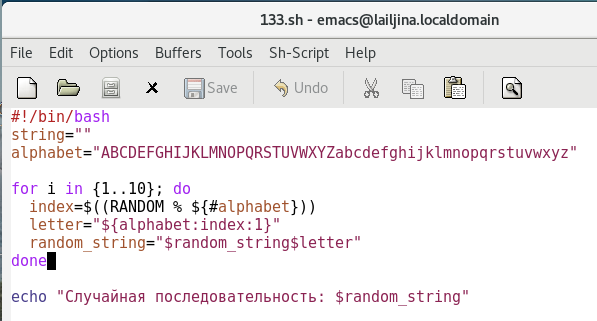 133.sh - emacs@lailjina.localdomain
File Edit Options Buffers Tools Sh-Script Help
Save Undo
#!/bin/bash
string=""
alphabet="ABCDEFGHIJKLMNOPQRSTUVWXYZabcdefghijklmnopqrstuvwxyz"
for i in {1..10}; do
  index=$((RANDOM % ${#alphabet}))
  letter="${alphabet:index:1}"
  random_string="$random_string$letter"
done
echo "Случайная последовательность: $random_string"